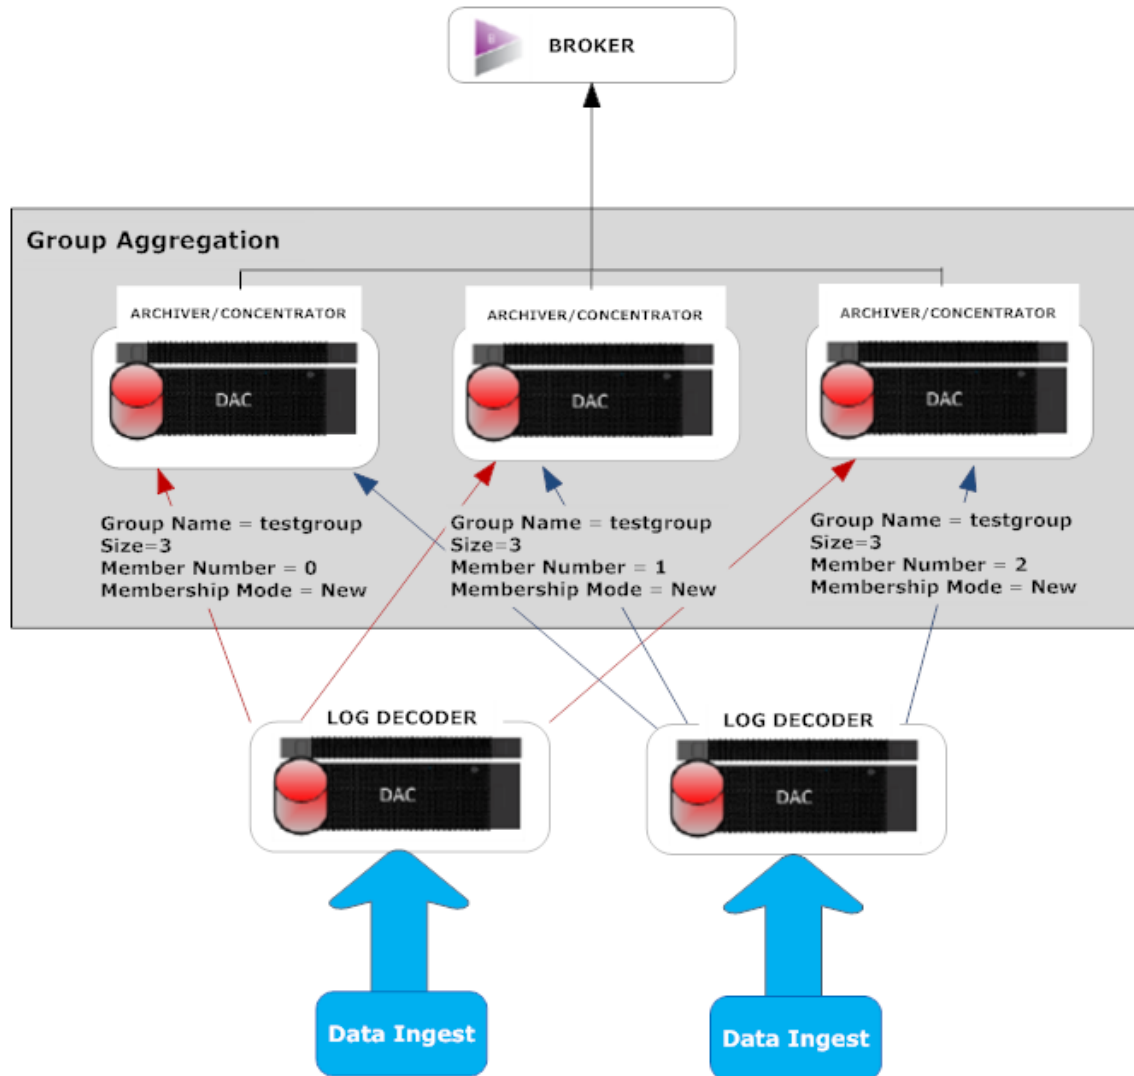 BROKER
Group Aggregation
ARCHIVER/CONCENTRATOR
ARCHIVER/CONCENTRATOR
ARCHIVER/CONCENTRATOR
DAC
DAC
DAC
Group Name = testgroup
Size=3
Member Number = 0
Membership Mode = New
Group Name = testgroup
Size=3
Member Number = 1
Membership Mode = New
Group Name = testgroup
Size=3
Member Number = 2
Membership Mode = New
LOG DECODER
LOG DECODER
DAC
DAC
Data Ingest
Data Ingest